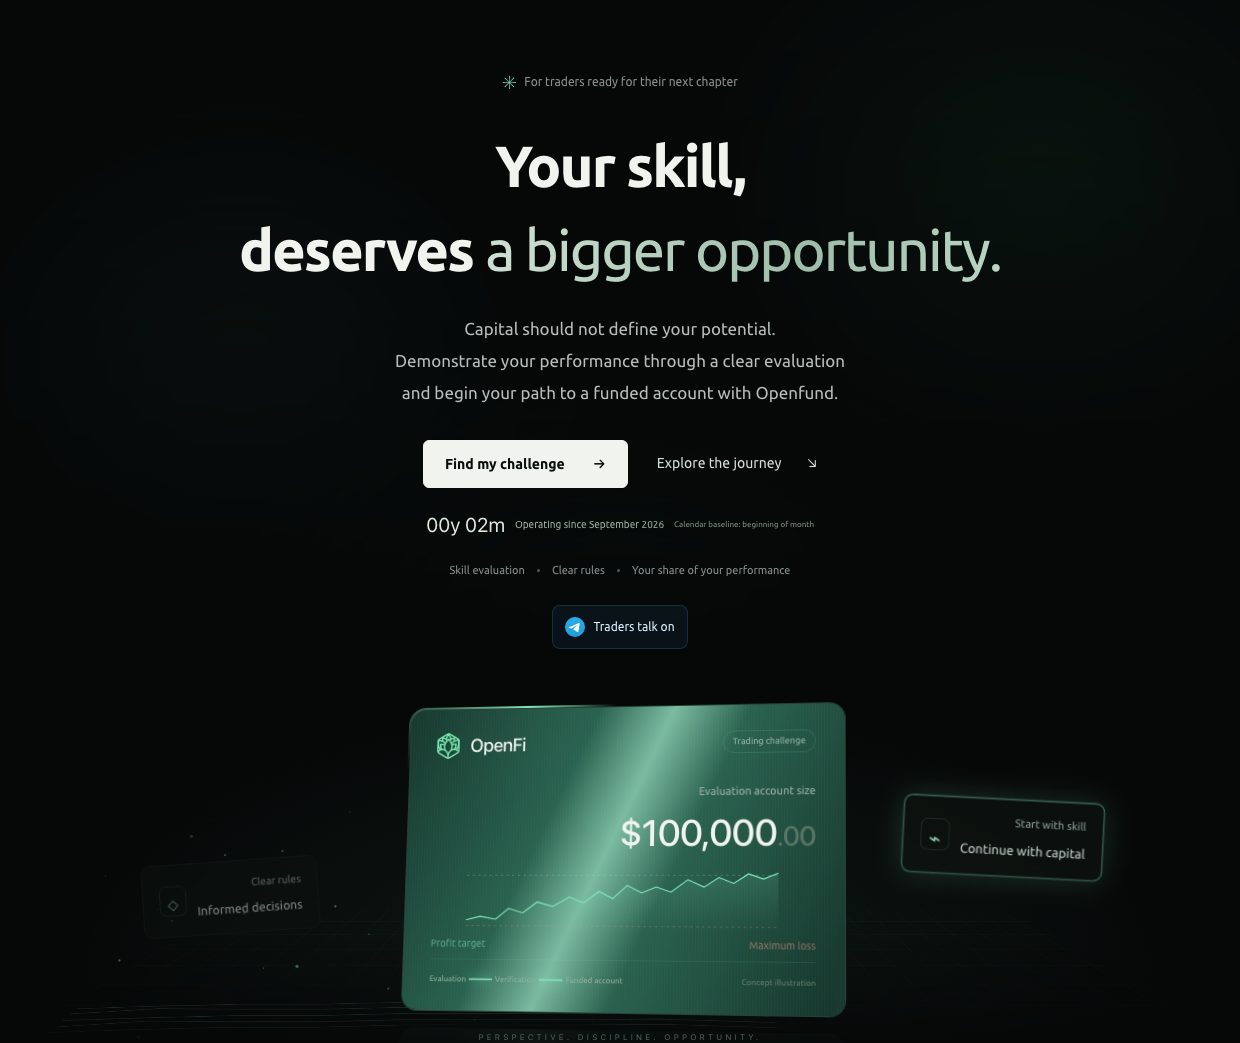 For traders ready for their next chapter
Your skill,
deserves a bigger opportunity.
Capital should not define your potential.
Demonstrate your performance through a clear evaluation
and begin your path to a funded account with Openfund.
Find my challenge
Explore the journey
00y 02m Operating since September 2026 Calendar baseline: beginning of month
Skill evaluation • Clear rules • Your share of your performance
Traders talk on
OpenFi
Trading challenge
Evaluation account size
$100,000.00
Profit target
Maximum loss
Evaluation
Verification
Funded account
Concept illustration
Clear rules
Informed decisions
Start with skill
Continue with capital
PERSPECTIVE. DISCIPLINE. OPPORTUNITY.